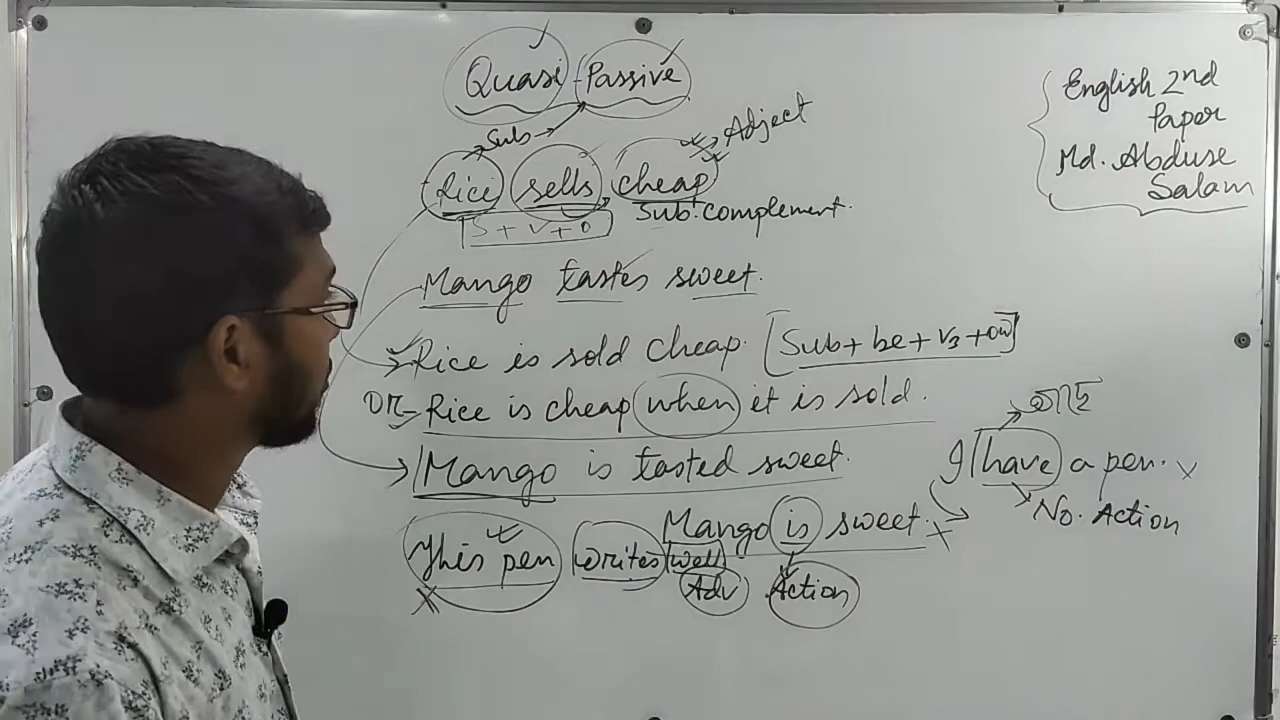 Quasi-Passive
Sub
Adject
Rice sells cheap
S + V + O
Sub. complement.
Mango tastes sweet.
Rice is sold cheap. [Sub + be + V3 + OW]
Or Rice is cheap when it is sold.
Mango is tasted sweet.
Mango is sweet.
This pen writes well
Adv
Action
I have a pen. x
আছে
No. Action
English 2nd
Paper
Md. Abduse
Salam